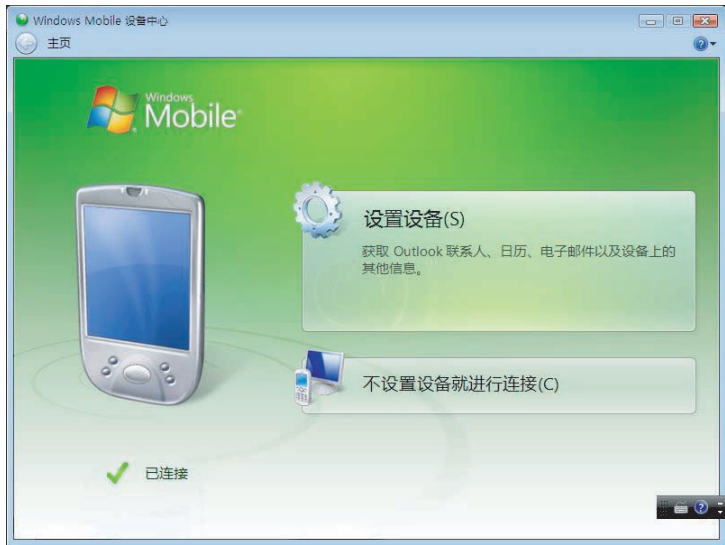 Windows Mobile 设备中心
主页
Windows
Mobile
设置设备(S)
获取 Outlook 联系人、日历、电子邮件以及设备上的
其他信息。
不设置设备就进行连接(C)
已连接